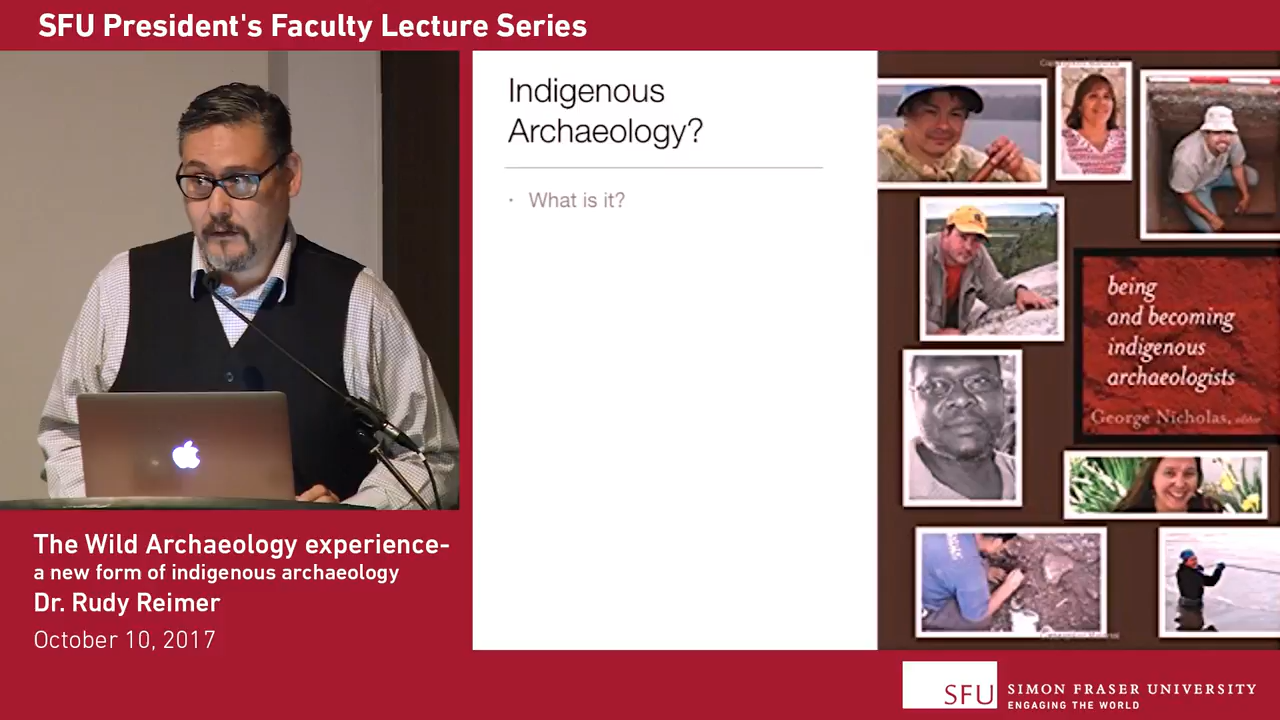 SFU President's Faculty Lecture Series
Indigenous
Archaeology?
· What is it?
being
and becoming
indigenous
archaeologists
George Nicholas, editor
The Wild Archaeology experience-
a new form of indigenous archaeology
Dr. Rudy Reimer
October 10, 2017
SFU
SIMON FRASER UNIVERSITY
ENGAGING THE WORLD